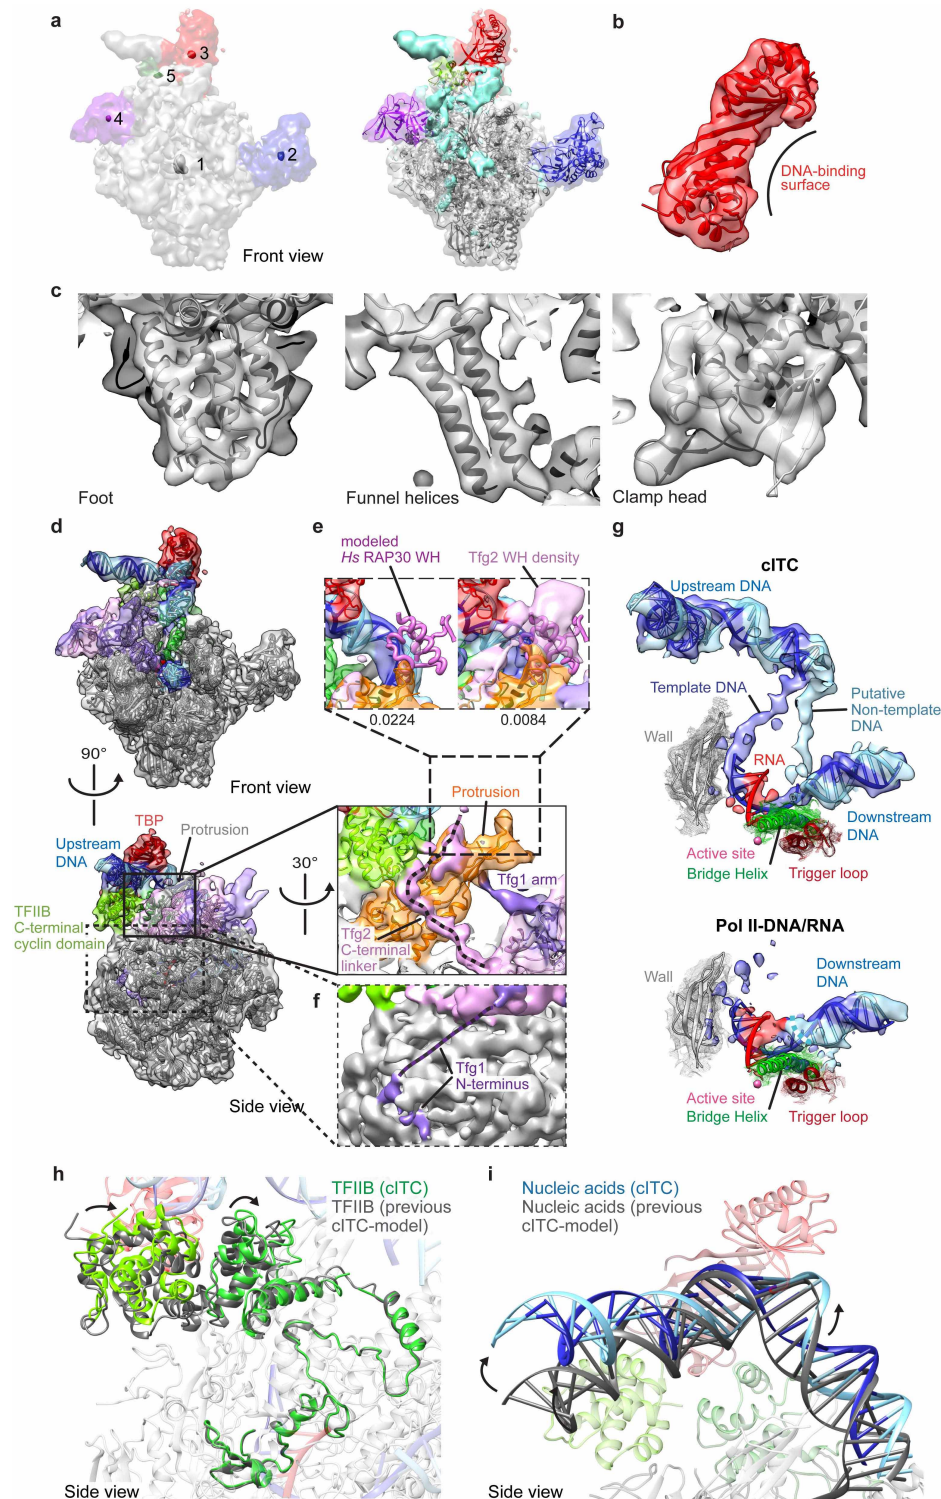 a
3
5
4
1
2
Front view
b
DNA-binding
surface
c
Foot
Funnel helices
Clamp head
d
90°
Front view
Upstream
DNA
TBP
Protrusion
TFIIB
C-terminal
cyclin domain
Side view
e
modeled
Hs RAP30 WH
Tfg2 WH density
0.0224
0.0084
30°
Protrusion
Tfg1 arm
Tfg2
C-terminal
linker
f
Tfg1
N-terminus
g
cITC
Upstream DNA
Template DNA
Putative
Non-template
DNA
Wall
RNA
Downstream
DNA
Active site
Bridge Helix
Trigger loop
Pol II-DNA/RNA
Wall
Downstream
DNA
Active site
Bridge Helix
Trigger loop
h
TFIIB (cITC)
TFIIB (previous
cITC-model)
Side view
i
Nucleic acids (cITC)
Nucleic acids (previous
cITC-model)
Side view